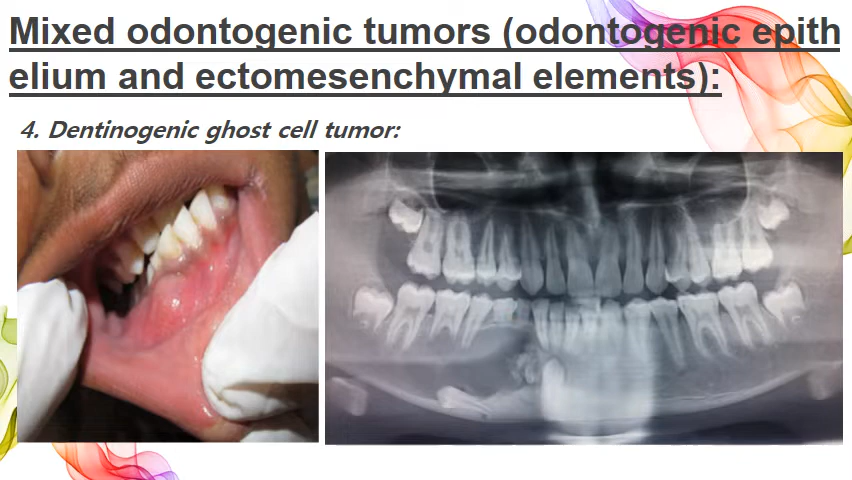 Mixed odontogenic tumors (odontogenic epith
elium and ectomesenchymal elements):
4. Dentinogenic ghost cell tumor: